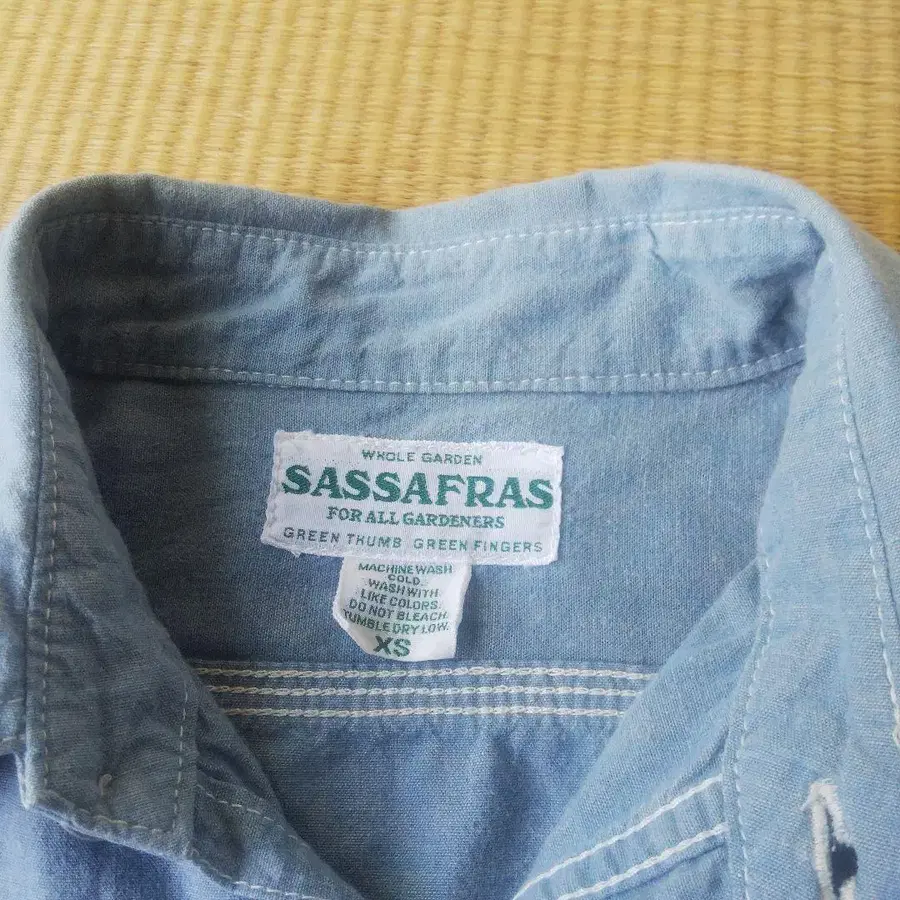 WHOLE GARDEN
SASSAFRAS
FOR ALL GARDENERS
GREEN THUMB GREEN FINGERS
MACHINE WASH
COLD.
WASH WITH
LIKE COLORS.
DO NOT BLEACH.
TUMBLE DRY LOW.
XS